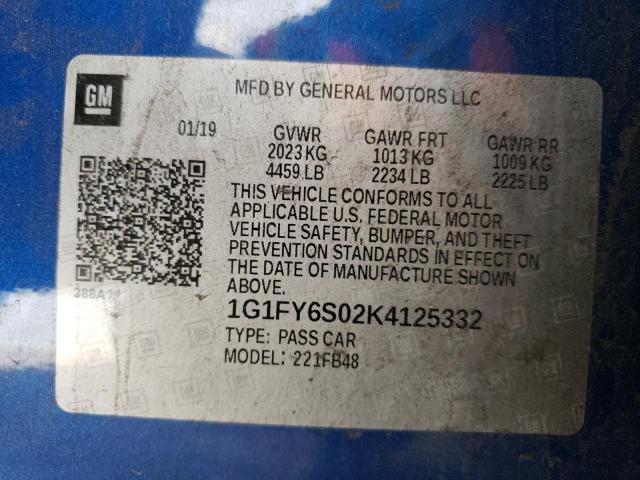 GM
MFD BY GENERAL MOTORS LLC
01/19 GVWR GAWR FRT GAWR RR
2023 KG 1013 KG 1009 KG
4459 LB 2234 LB 2225 LB
THIS VEHICLE CONFORMS TO ALL
APPLICABLE U.S. FEDERAL MOTOR
VEHICLE SAFETY, BUMPER, AND THEFT
PREVENTION STANDARDS IN EFFECT ON
THE DATE OF MANUFACTURE SHOWN
ABOVE.
1G1FY6S02K4125332
TYPE: PASS CAR
MODEL: 221FB48